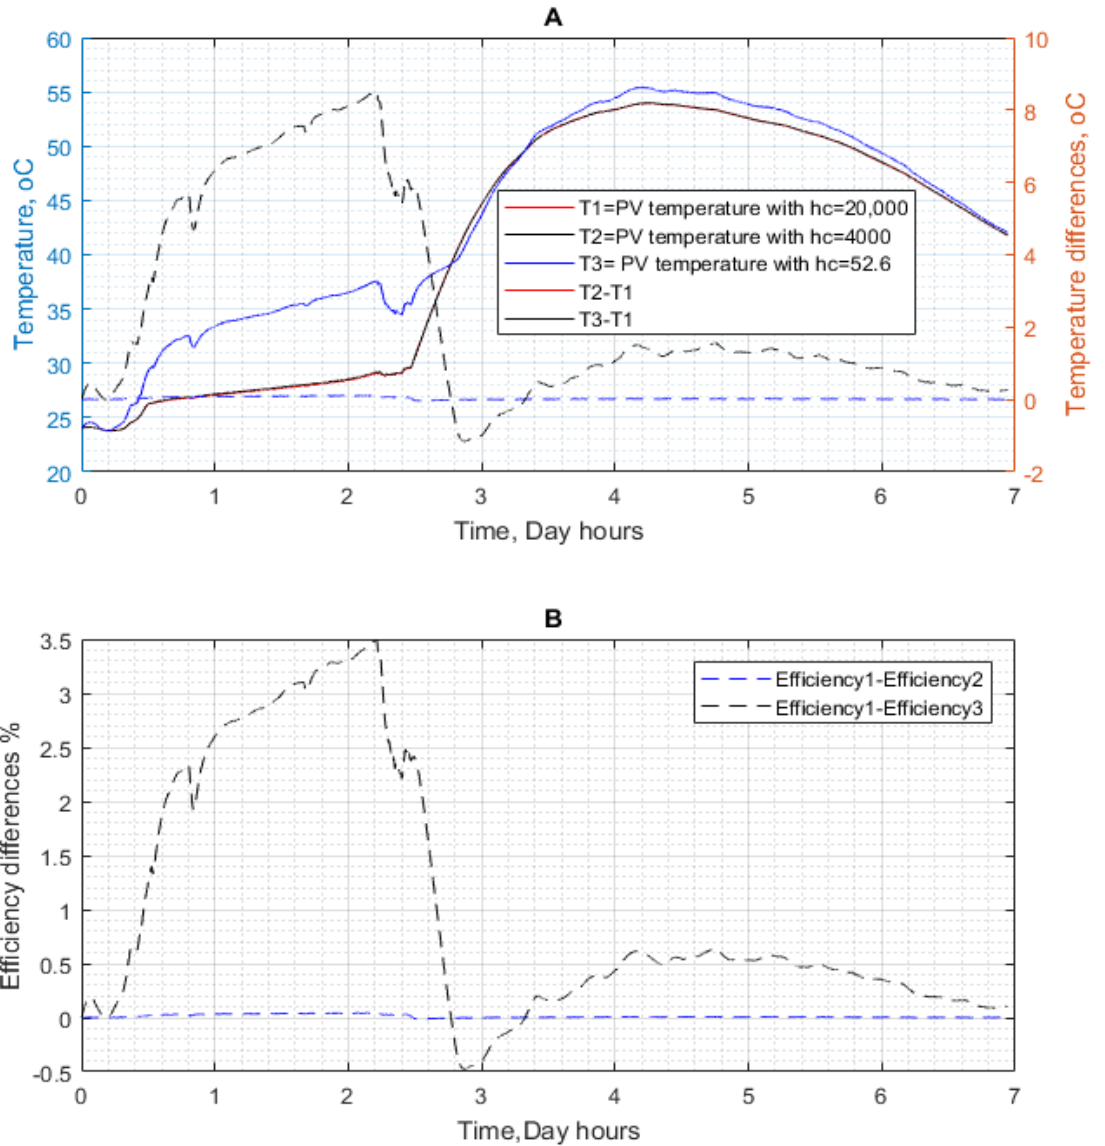 A
60
55
50
45
40
35
30
25
20
Temperature, oC
10
8
6
4
2
0
-2
Temperature differences, oC
T1=PV temperature with hc=20,000
T2=PV temperature with hc=4000
T3= PV temperature with hc=52.6
T2-T1
T3-T1
0 1 2 3 4 5 6 7
Time, Day hours
B
3.5
3
2.5
2
1.5
1
0.5
0
-0.5
Efficiency differences %
Efficiency1-Efficiency2
Efficiency1-Efficiency3
0 1 2 3 4 5 6 7
Time,Day hours